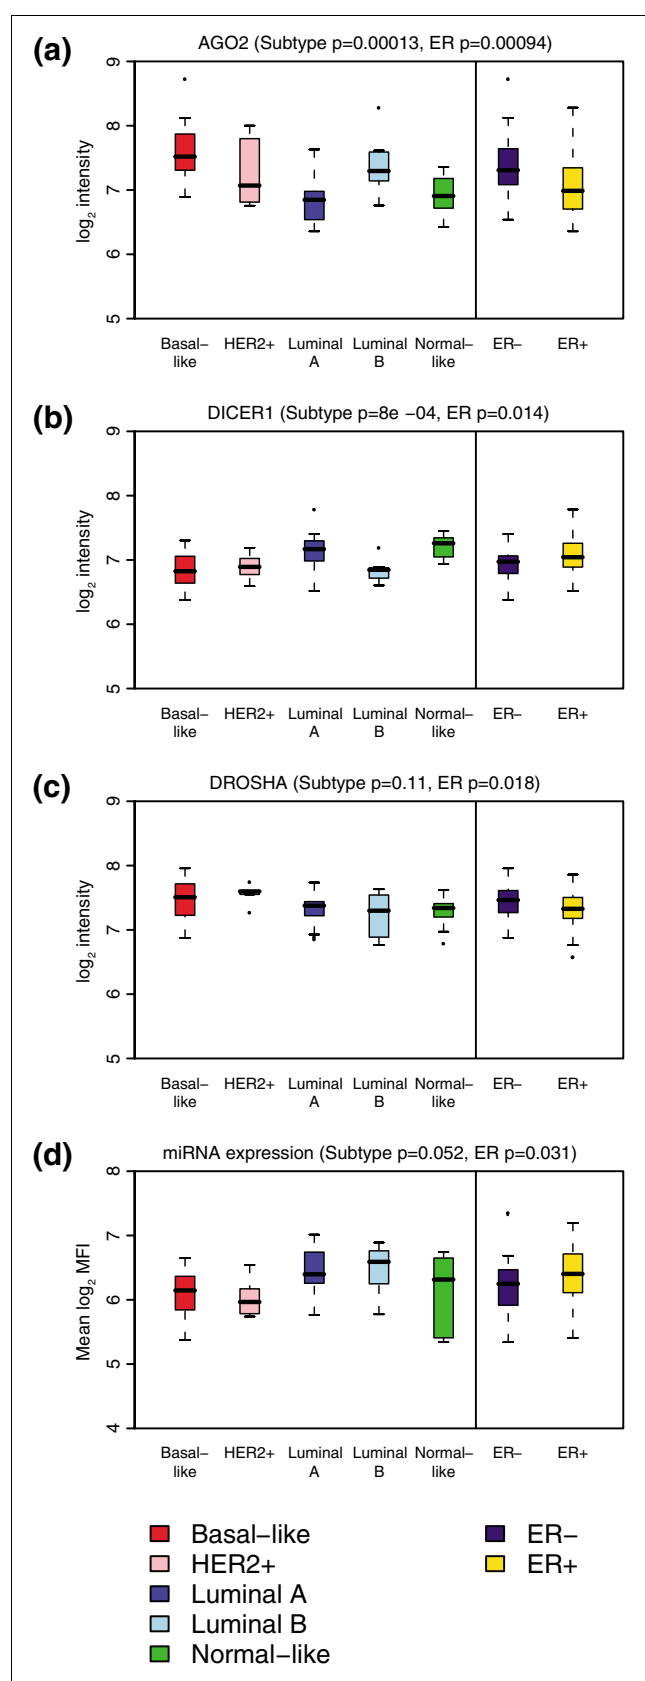 (a)
AGO2 (Subtype p=0.00013, ER p=0.00094)
9
8
7
6
5
log2 intensity
Basal−
like
HER2+
Luminal
A
Luminal
B
Normal−
like
ER−
ER+
(b)
DICER1 (Subtype p=8e −04, ER p=0.014)
9
8
7
6
5
log2 intensity
Basal−
like
HER2+
Luminal
A
Luminal
B
Normal−
like
ER−
ER+
(c)
DROSHA (Subtype p=0.11, ER p=0.018)
9
8
7
6
5
log2 intensity
Basal−
like
HER2+
Luminal
A
Luminal
B
Normal−
like
ER−
ER+
(d)
miRNA expression (Subtype p=0.052, ER p=0.031)
8
7
6
5
4
Mean log2 MFI
Basal−
like
HER2+
Luminal
A
Luminal
B
Normal−
like
ER−
ER+
Basal−like
HER2+
Luminal A
Luminal B
Normal−like
ER−
ER+